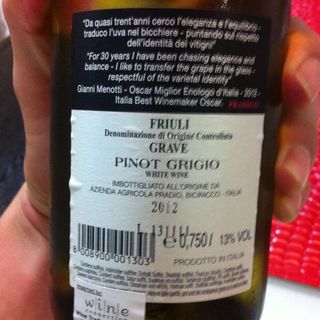 "Da quasi trent'anni cerco l'eleganza e l'equilibrio -
traduco l'uva nel bicchiere - puntando sul rispetto
dell'identità dei vitigni"
"For 30 years I have been chasing elegance and
balance - I like to transfer the grape in the glass -
respectful of the varietal identity"
Gianni Menotti - Oscar Miglior Enologo d'Italia - 2012 -
Italia Best Winemaker Oscar.
FRIULI
Denominazione di Origine Controllata
GRAVE
PINOT GRIGIO
WHITE WINE
IMBOTTIGLIATO ALL'ORIGINE DA
AZIENDA AGRICOLA PRADIO, BICINICCO - ITALIA
2012
L 13111
e 0,750 l 13% VOL
PRODOTTO IN ITALIA
8 008900 001303
Imported by:
wine
connection